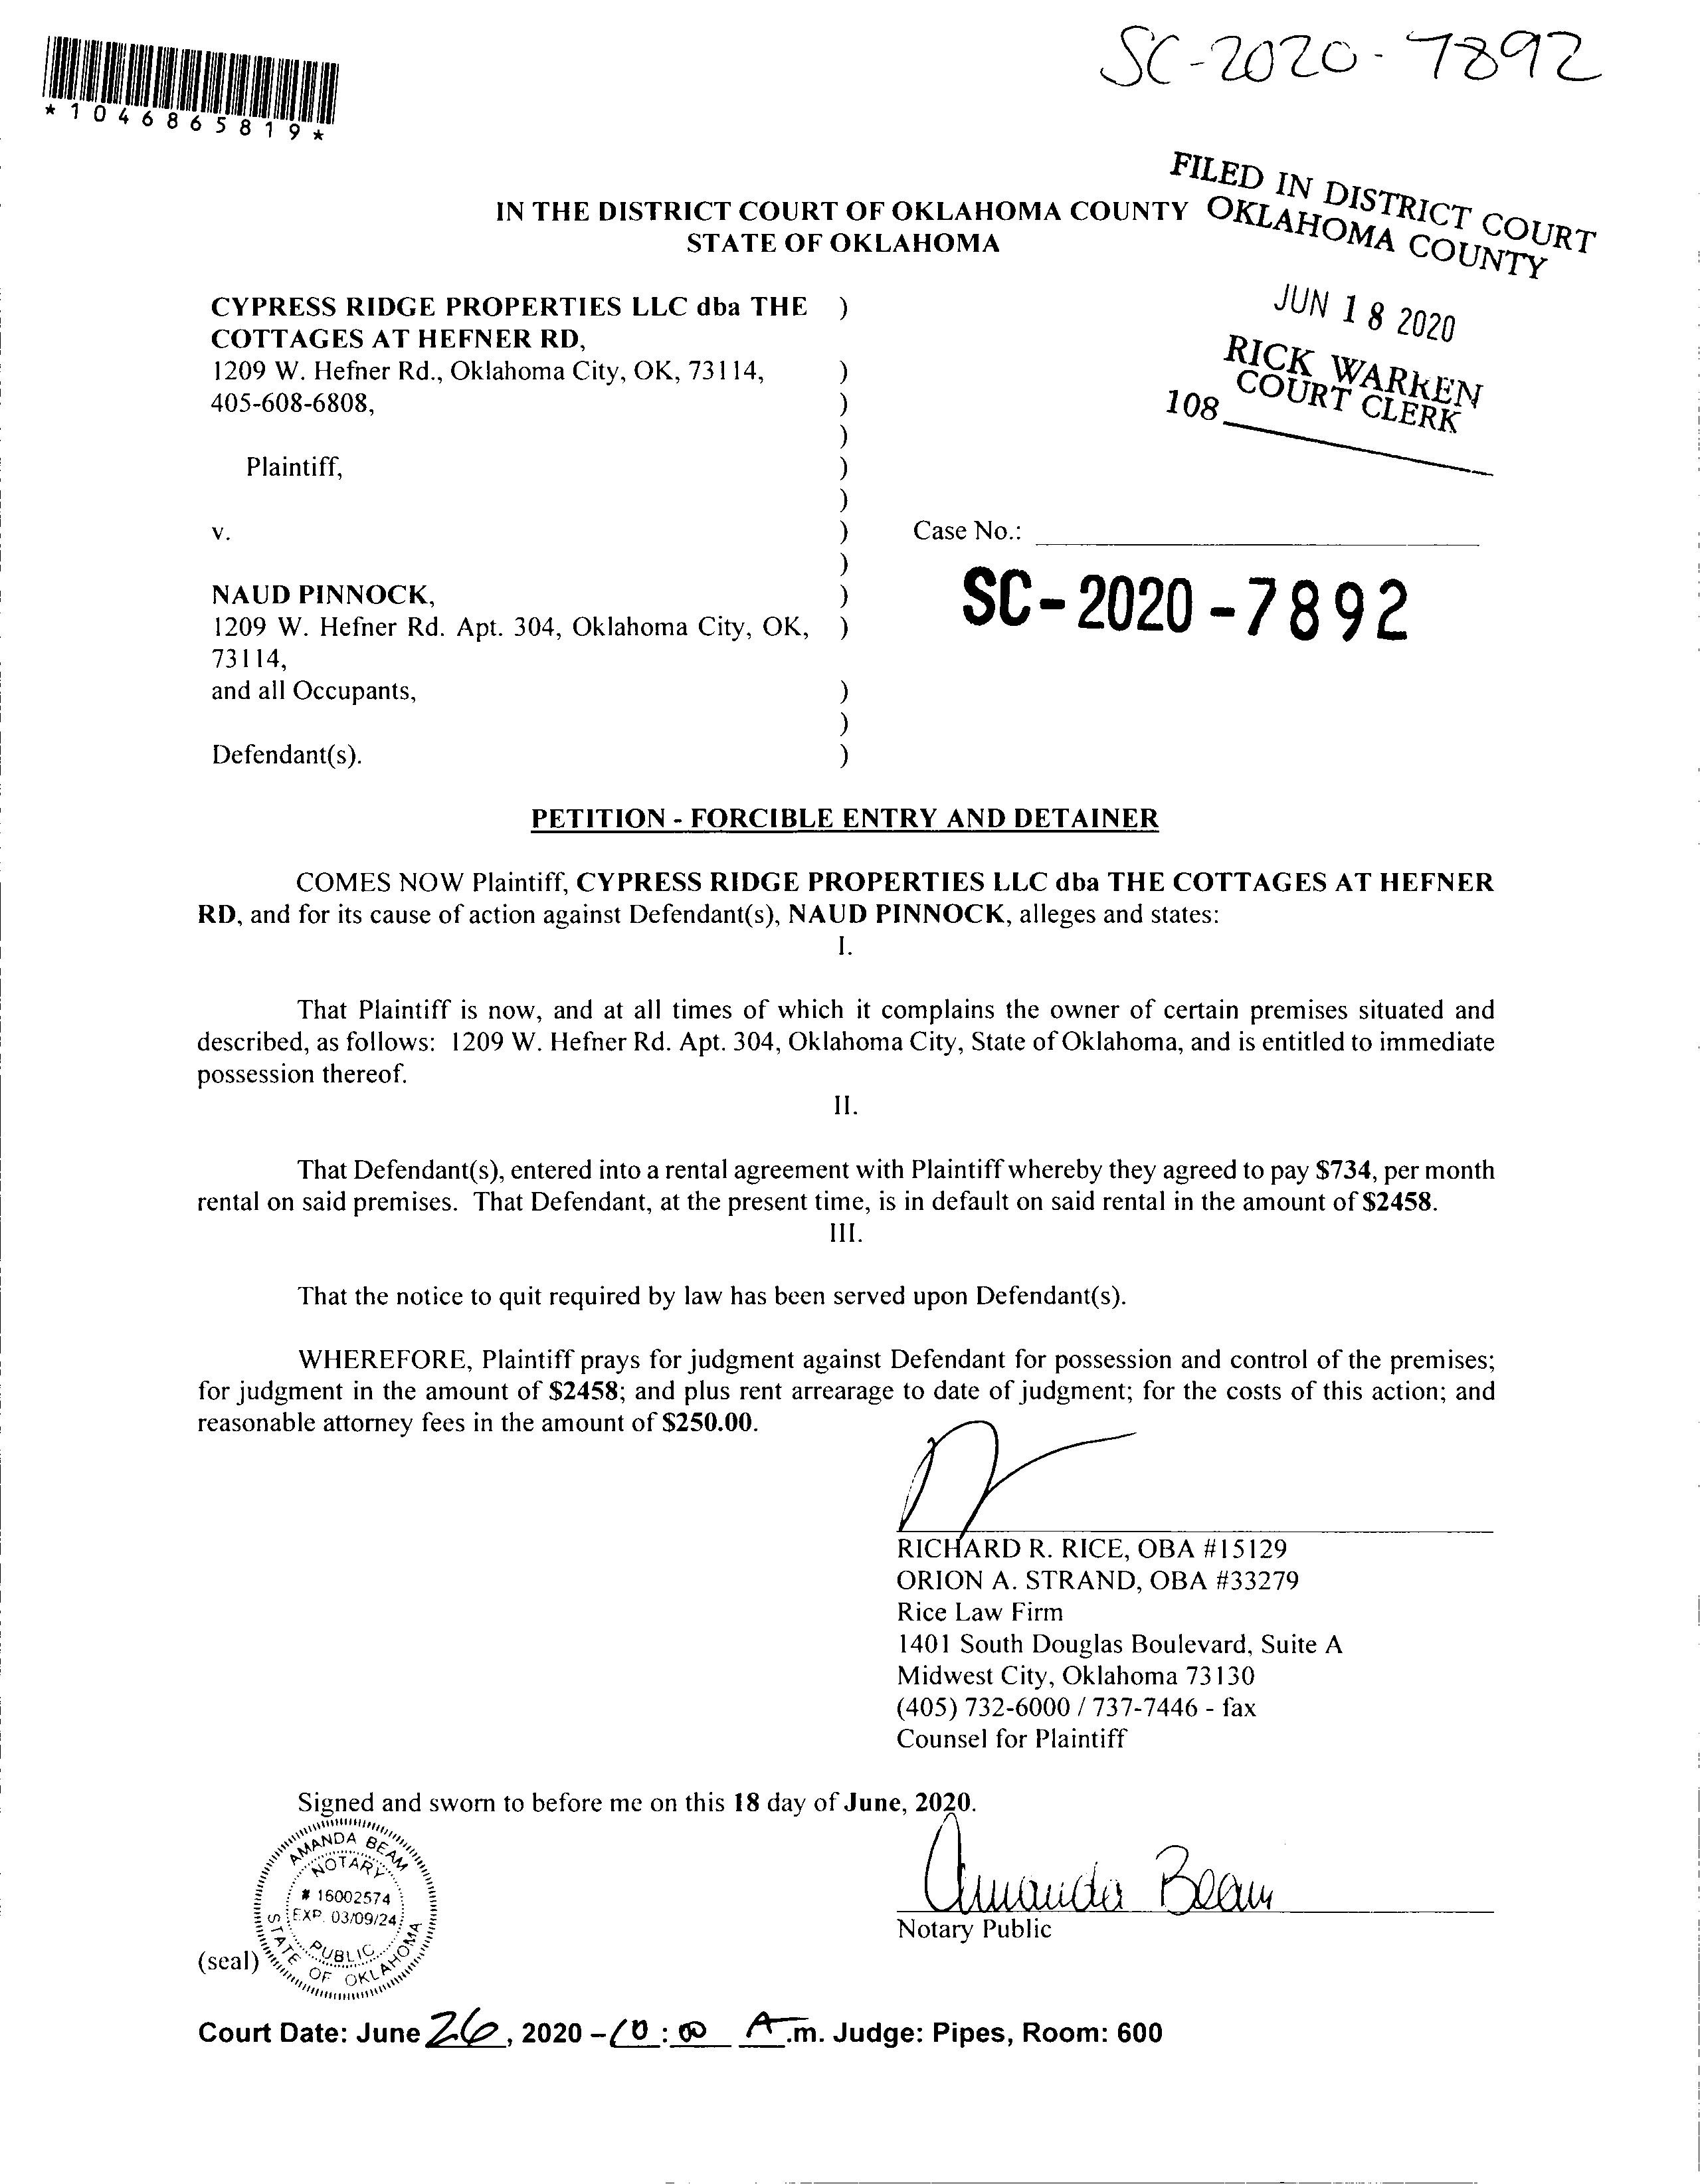 SC-2020-7892
*1046865819*
FILED IN DISTRICT COURT
OKLAHOMA COUNTY
JUN 18 2020
RICK WARREN
COURT CLERK
108
IN THE DISTRICT COURT OF OKLAHOMA COUNTY
STATE OF OKLAHOMA
CYPRESS RIDGE PROPERTIES LLC dba THE )
COTTAGES AT HEFNER RD,
1209 W. Hefner Rd., Oklahoma City, OK, 73114, )
405-608-6808, )
)
Plaintiff, )
)
v. ) Case No.:
)
NAUD PINNOCK, )
SC-2020-7892
1209 W. Hefner Rd. Apt. 304, Oklahoma City, OK, )
73114,
and all Occupants, )
)
Defendant(s). )
PETITION - FORCIBLE ENTRY AND DETAINER
COMES NOW Plaintiff, CYPRESS RIDGE PROPERTIES LLC dba THE COTTAGES AT HEFNER
RD, and for its cause of action against Defendant(s), NAUD PINNOCK, alleges and states:
I.
That Plaintiff is now, and at all times of which it complains the owner of certain premises situated and
described, as follows: 1209 W. Hefner Rd. Apt. 304, Oklahoma City, State of Oklahoma, and is entitled to immediate
possession thereof.
II.
That Defendant(s), entered into a rental agreement with Plaintiff whereby they agreed to pay $734, per month
rental on said premises. That Defendant, at the present time, is in default on said rental in the amount of $2458.
III.
That the notice to quit required by law has been served upon Defendant(s).
WHEREFORE, Plaintiff prays for judgment against Defendant for possession and control of the premises;
for judgment in the amount of $2458; and plus rent arrearage to date of judgment; for the costs of this action; and
reasonable attorney fees in the amount of $250.00.
RICHARD R. RICE, OBA #15129
ORION A. STRAND, OBA #33279
Rice Law Firm
1401 South Douglas Boulevard, Suite A
Midwest City, Oklahoma 73130
(405) 732-6000 / 737-7446 - fax
Counsel for Plaintiff
Signed and sworn to before me on this 18 day of June, 2020.
AMANDA BEAM
NOTARY
# 16002574
EXP. 03/09/24
PUBLIC
STATE OF OKLAHOMA
Amanda Beam
Notary Public
(seal)
Court Date: June 26, 2020 - 10:00 A.m. Judge: Pipes, Room: 600